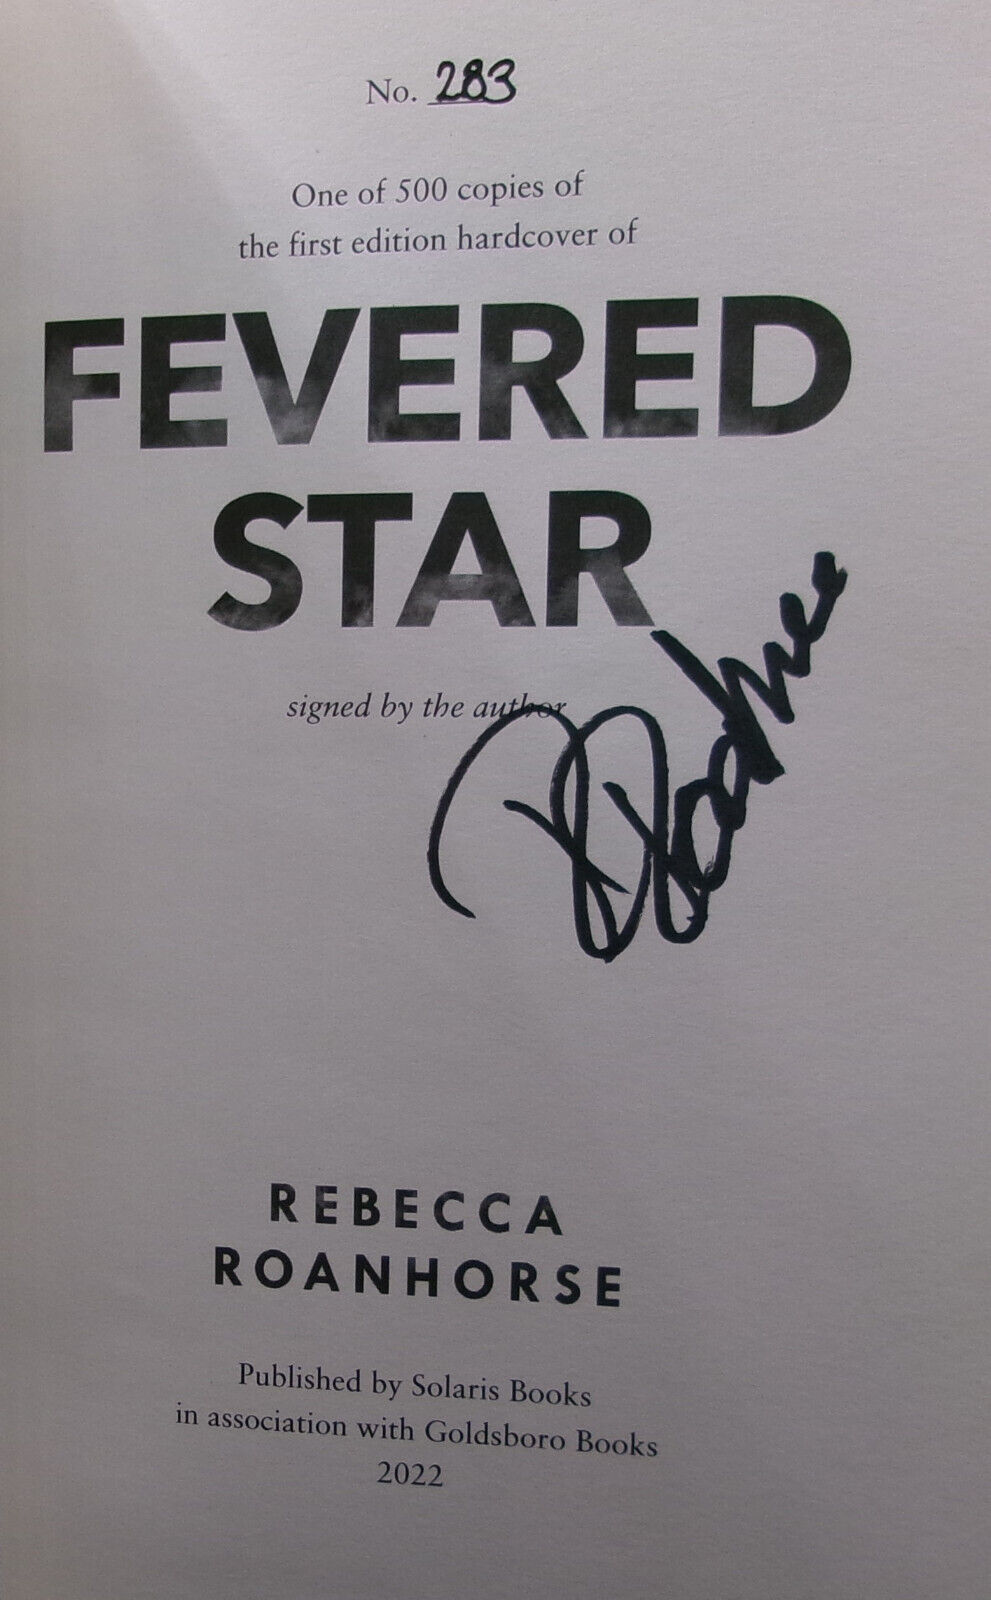 No. 283
One of 500 copies of
the first edition hardcover of
FEVERED
STAR
signed by the author
REBECCA
ROANHORSE
Published by Solaris Books
in association with Goldsboro Books
2022